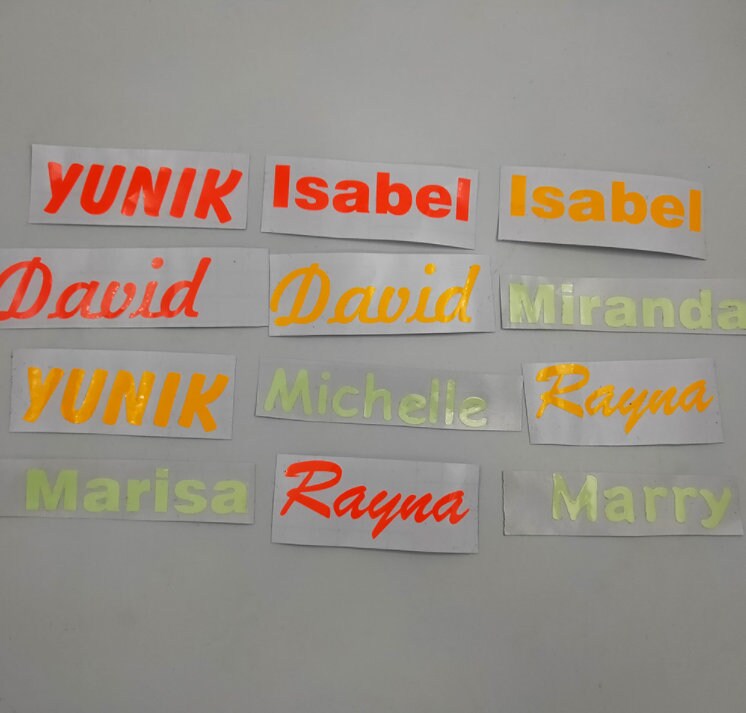 YUNIK
Isabel
Isabel
David
David
Miranda
YUNIK
Michelle
Rayna
Marisa
Rayna
Marry